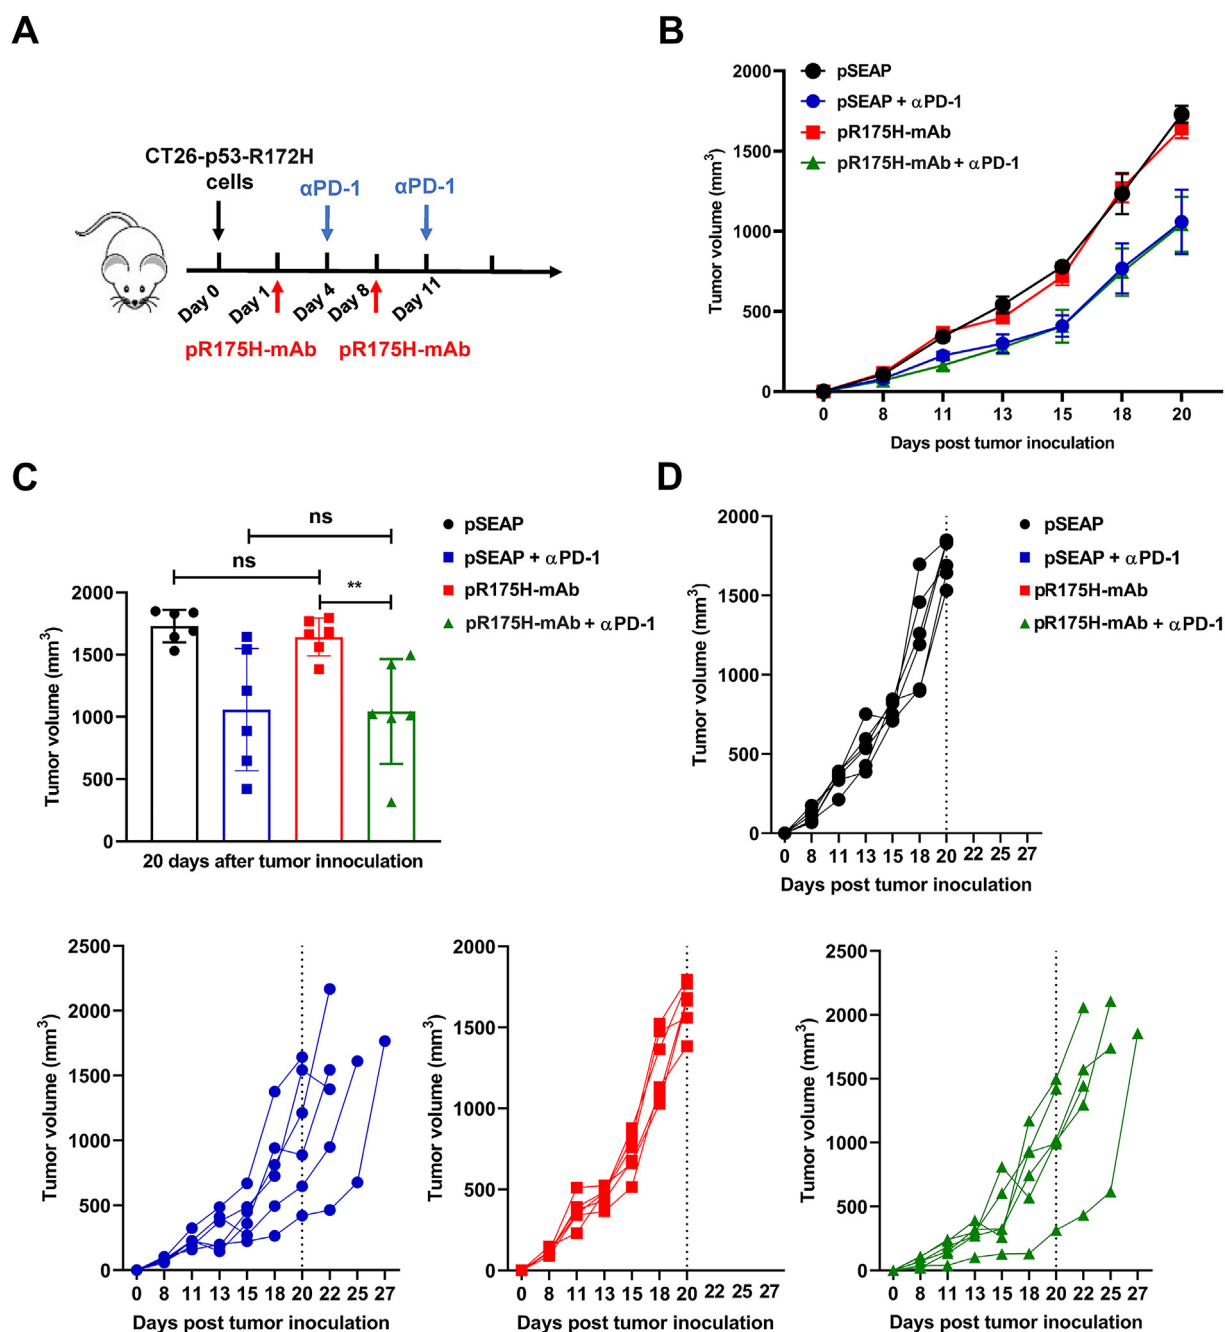 A
CT26-p53-R172H
cells
αPD-1
αPD-1
Day 0
Day 1
Day 4
Day 8
Day 11
pR175H-mAb
pR175H-mAb
B
pSEAP
pSEAP + αPD-1
pR175H-mAb
pR175H-mAb + αPD-1
Tumor volume (mm³)
2000
1500
1000
500
0
0 8 11 13 15 18 20
Days post tumor inoculation
C
ns
ns
**
pSEAP
pSEAP + αPD-1
pR175H-mAb
pR175H-mAb + αPD-1
Tumor volume (mm³)
2000
1500
1000
500
0
20 days after tumor innoculation
D
pSEAP
pSEAP + αPD-1
pR175H-mAb
pR175H-mAb + αPD-1
Tumor volume (mm³)
2000
1500
1000
500
0
0 8 11 13 15 18 20 22 25 27
Days post tumor inoculation
Tumor volume (mm³)
2500
2000
1500
1000
500
0
0 8 11 13 15 18 20 22 25 27
Days post tumor inoculation
Tumor volume (mm³)
2000
1500
1000
500
0
0 8 11 13 15 18 20 22 25 27
Days post tumor inoculation
Tumor volume (mm³)
2500
2000
1500
1000
500
0
0 8 11 13 15 18 20 22 25 27
Days post tumor inoculation